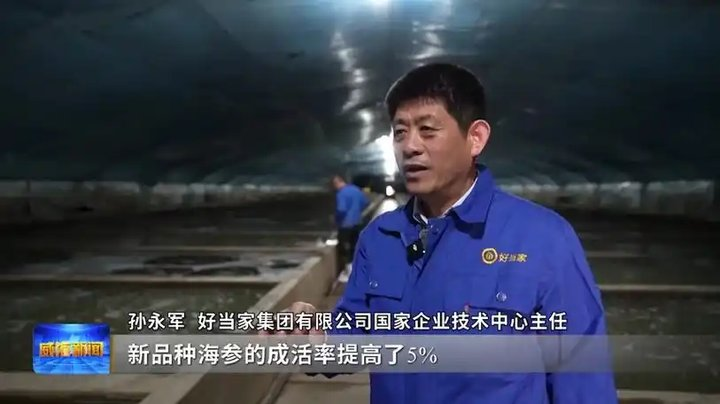 好当家
孙永军 好当家集团有限公司国家企业技术中心主任
威海新闻
新品种海参的成活率提高了5%